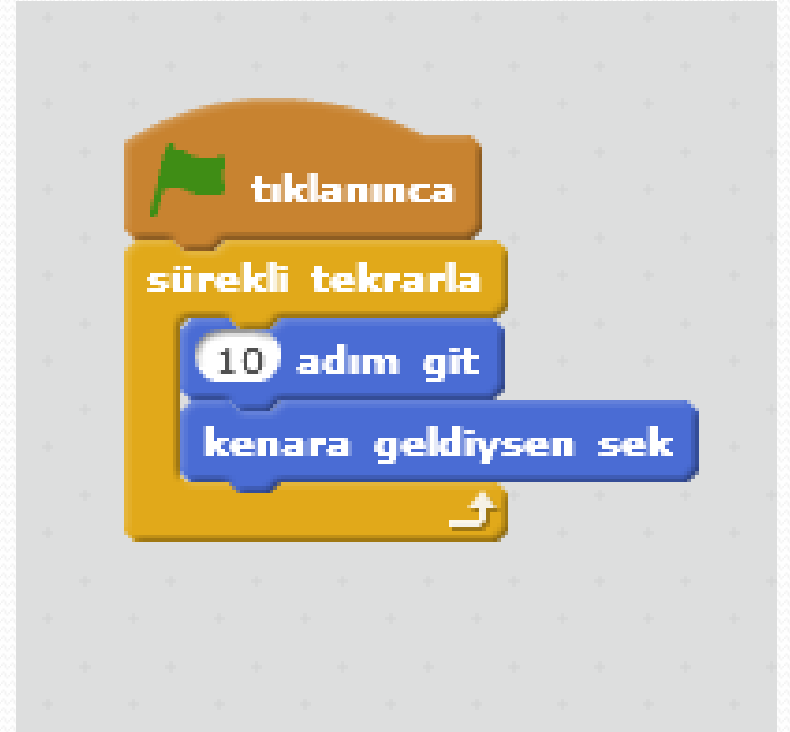 tıklanınca
sürekli tekrarla
10 adım git
kenara geldiysen sek